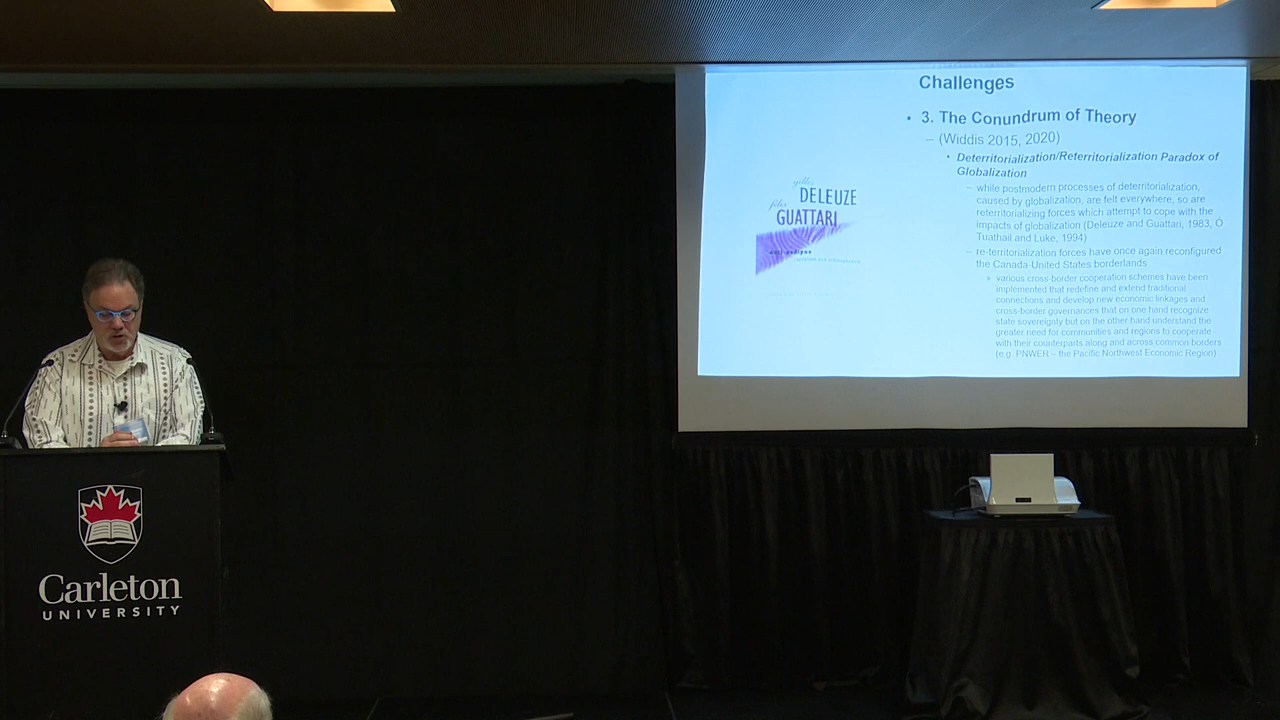 Challenges
• 3. The Conundrum of Theory
– (Widdis 2015, 2020)
• Deterritorialization/Reterritorialization Paradox of
Globalization
– while postmodern processes of deterritorialization,
caused by globalization, are felt everywhere, so are
reterritorializing forces which attempt to cope with the
impacts of globalization (Deleuze and Guattari, 1983, Ó
Tuathail and Luke, 1994)
– re-territorialization forces have once again reconfigured
the Canada-United States borderlands
» various cross-border cooperation schemes have been
implemented that redefine and extend traditional
connections and develop new economic linkages and
cross-border governances that on one hand recognize
state sovereignty but on the other hand understand the
greater need for communities and regions to cooperate
with their counterparts along and across common borders
(e.g. PNWER – the Pacific Northwest Economic Region)
gilles
DELEUZE
félix
GUATTARI
anti-oedipus
capitalism and schizophrenia
Carleton
UNIVERSITY